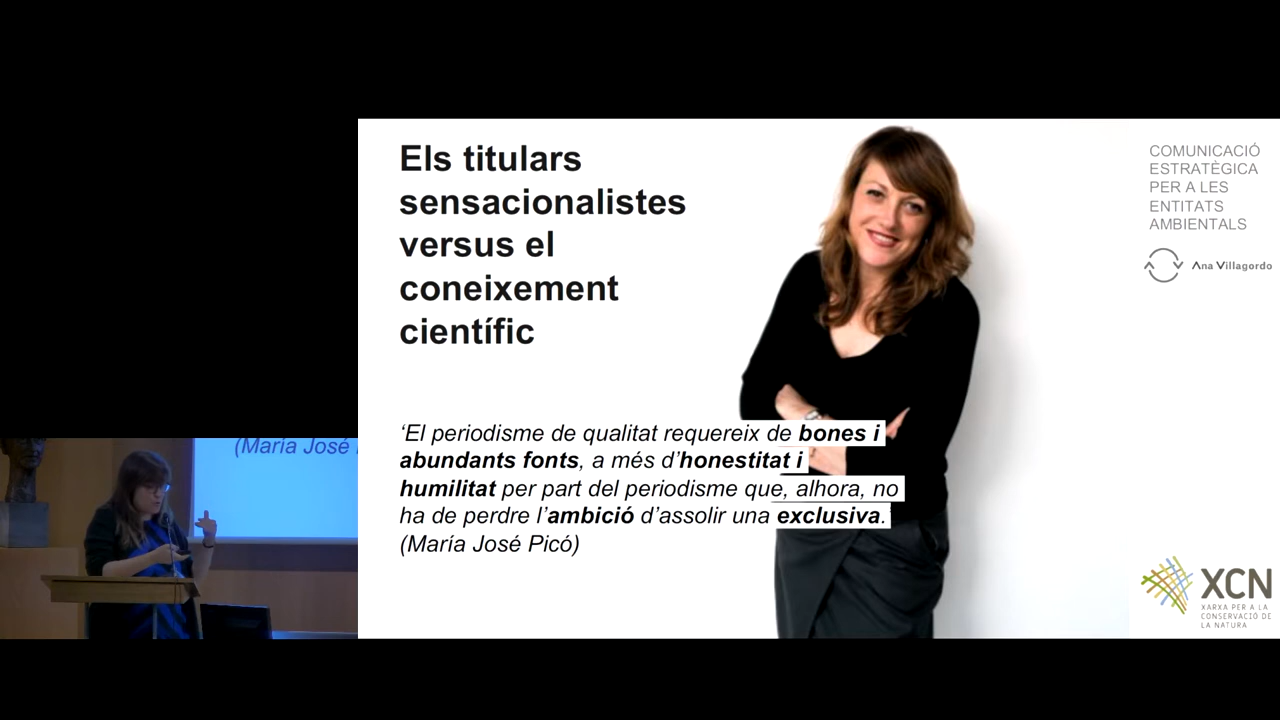 Els titulars
sensacionalistes
versus el
coneixement
científic
‘El periodisme de qualitat requereix de bones i
abundants fonts, a més d’honestitat i
humilitat per part del periodisme que, alhora, no
ha de perdre l’ambició d’assolir una exclusiva.’
(María José Picó)
COMUNICACIÓ
ESTRATÈGICA
PER A LES
ENTITATS
AMBIENTALS
Ana Villagordo
XCN
XARXA PER A LA
CONSERVACIÓ DE
LA NATURA
(María José